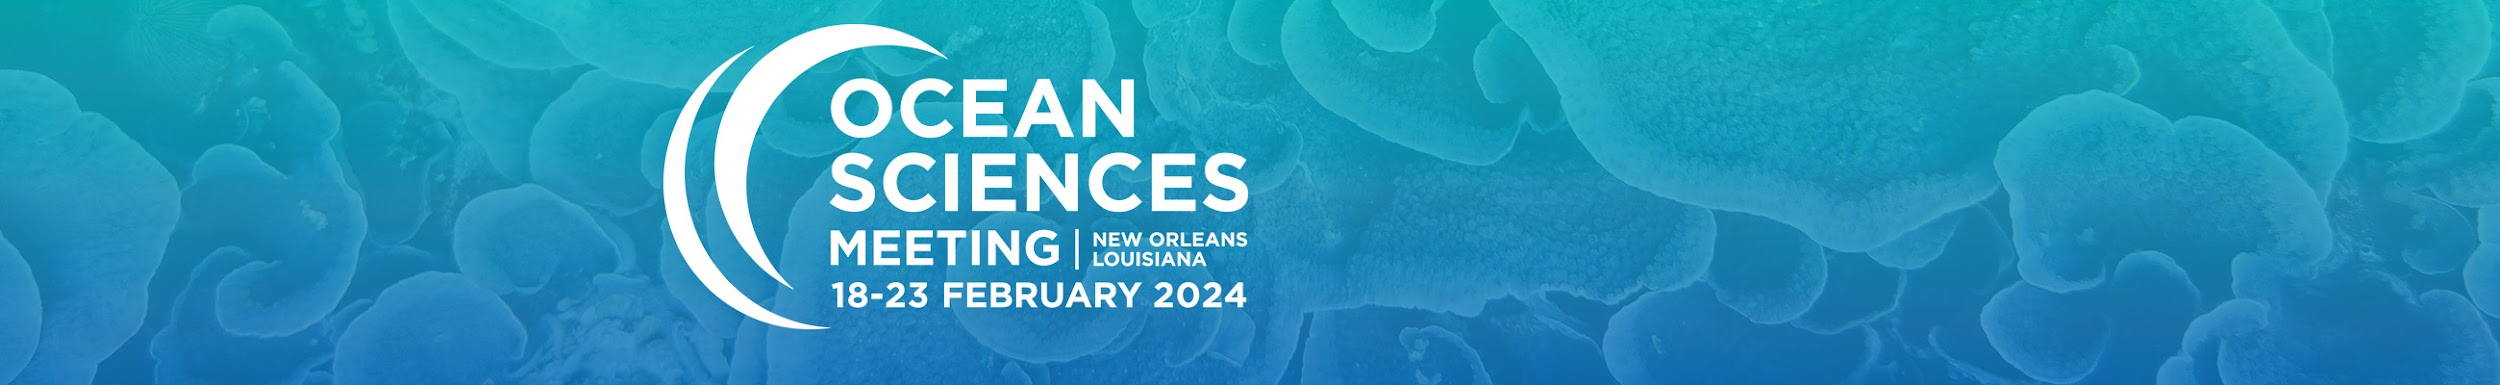 OCEAN
SCIENCES
MEETING | NEW ORLEANS
LOUISIANA
18-23 FEBRUARY 2024